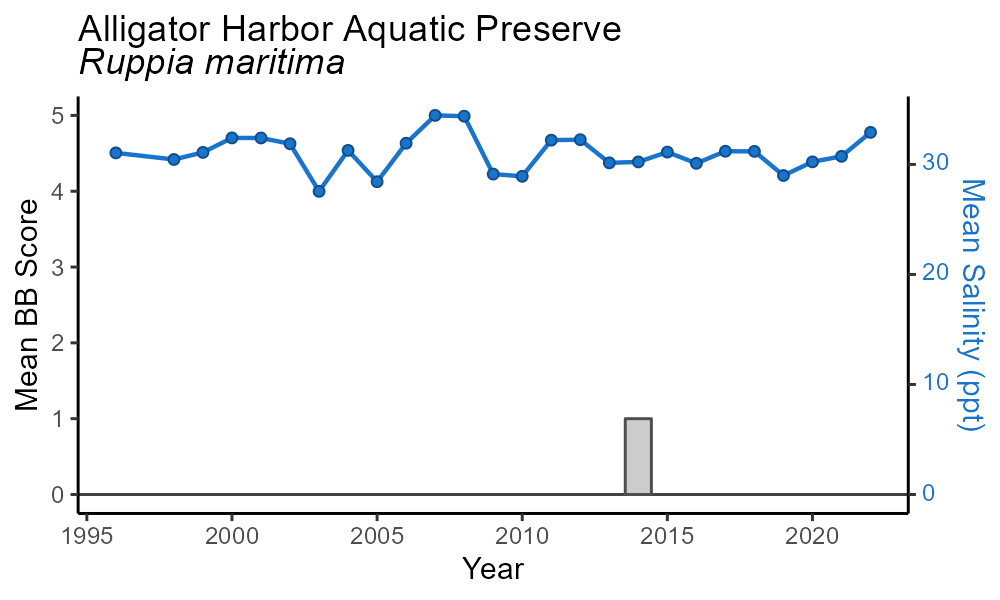 Alligator Harbor Aquatic Preserve
Ruppia maritima
Mean BB Score
5
4
3
2
1
0
30
20
10
0
Mean Salinity (ppt)
1995 2000 2005 2010 2015 2020
Year